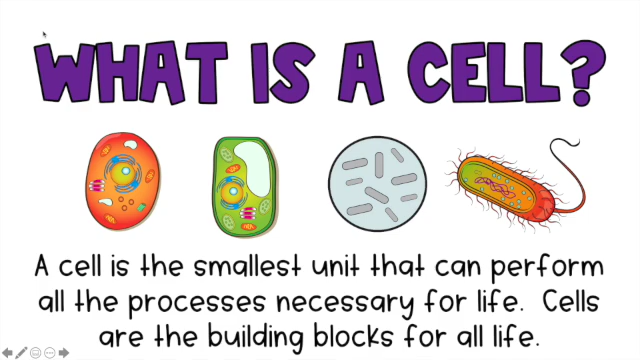 WHAT IS A CELL?
A cell is the smallest unit that can perform
all the processes necessary for life. Cells
are the building blocks for all life.